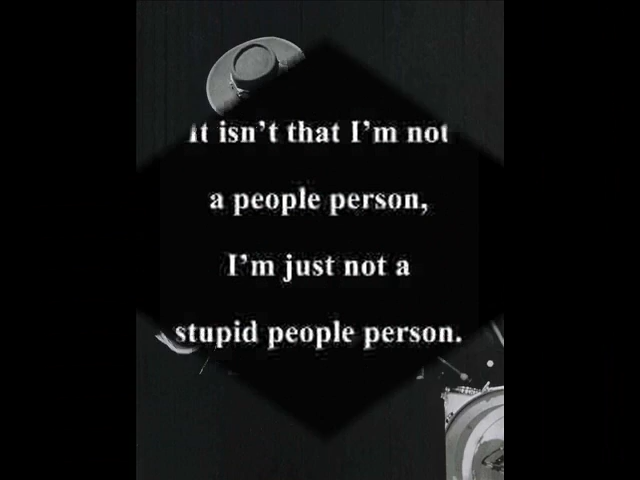 It isn't that I'm not
a people person,
I'm just not a
stupid people person.